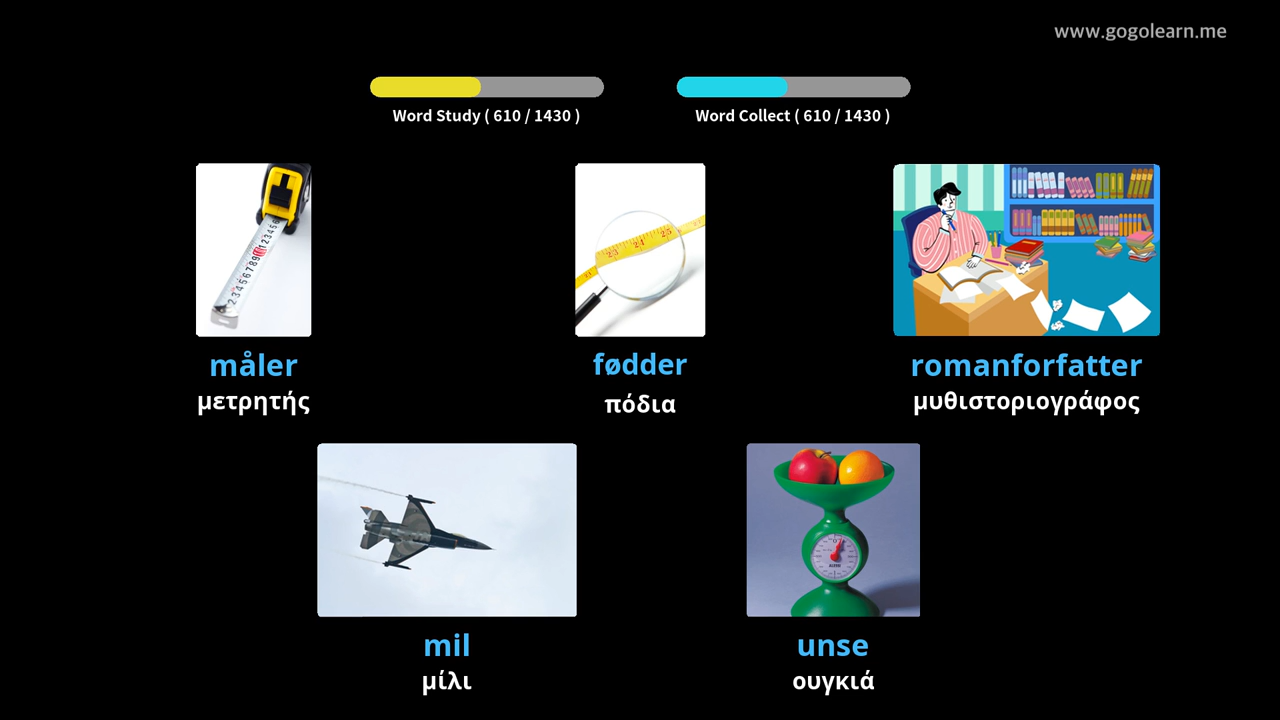 www.gogolearn.me
Word Study ( 610 / 1430 )
Word Collect ( 610 / 1430 )
måler
μετρητής
fødder
πόδια
romanforfatter
μυθιστοριογράφος
mil
μίλι
unse
ουγκιά